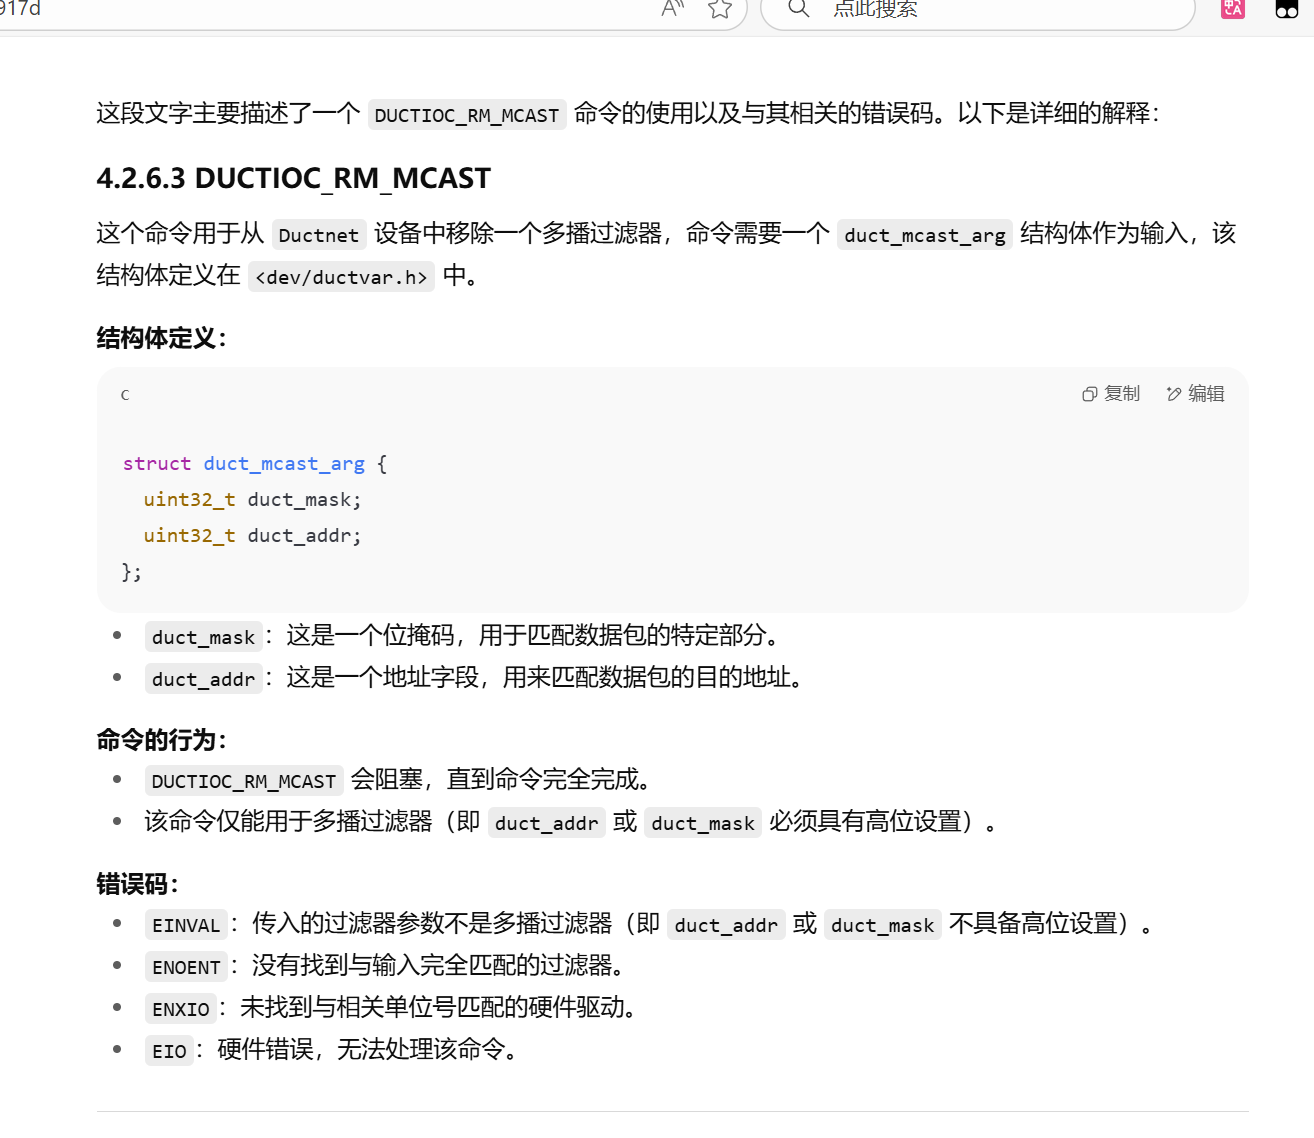 917d
A
点此搜索
这段文字主要描述了一个 DUCTIOC_RM_MCAST 命令的使用以及与其相关的错误码。以下是详细的解释：
4.2.6.3 DUCTIOC_RM_MCAST
这个命令用于从 Ductnet 设备中移除一个多播过滤器，命令需要一个 duct_mcast_arg 结构体作为输入，该
结构体定义在 <dev/ductvar.h> 中。
结构体定义：
c
复制 编辑
struct duct_mcast_arg {
uint32_t duct_mask;
uint32_t duct_addr;
};
• duct_mask：这是一个位掩码，用于匹配数据包的特定部分。
• duct_addr：这是一个地址字段，用来匹配数据包的目的地址。
命令的行为：
• DUCTIOC_RM_MCAST 会阻塞，直到命令完全完成。
• 该命令仅能用于多播过滤器（即 duct_addr 或 duct_mask 必须具有高位设置）。
错误码：
• EINVAL：传入的过滤器参数不是多播过滤器（即 duct_addr 或 duct_mask 不具备高位设置）。
• ENOENT：没有找到与输入完全匹配的过滤器。
• ENXIO：未找到与相关单位号匹配的硬件驱动。
• EIO：硬件错误，无法处理该命令。